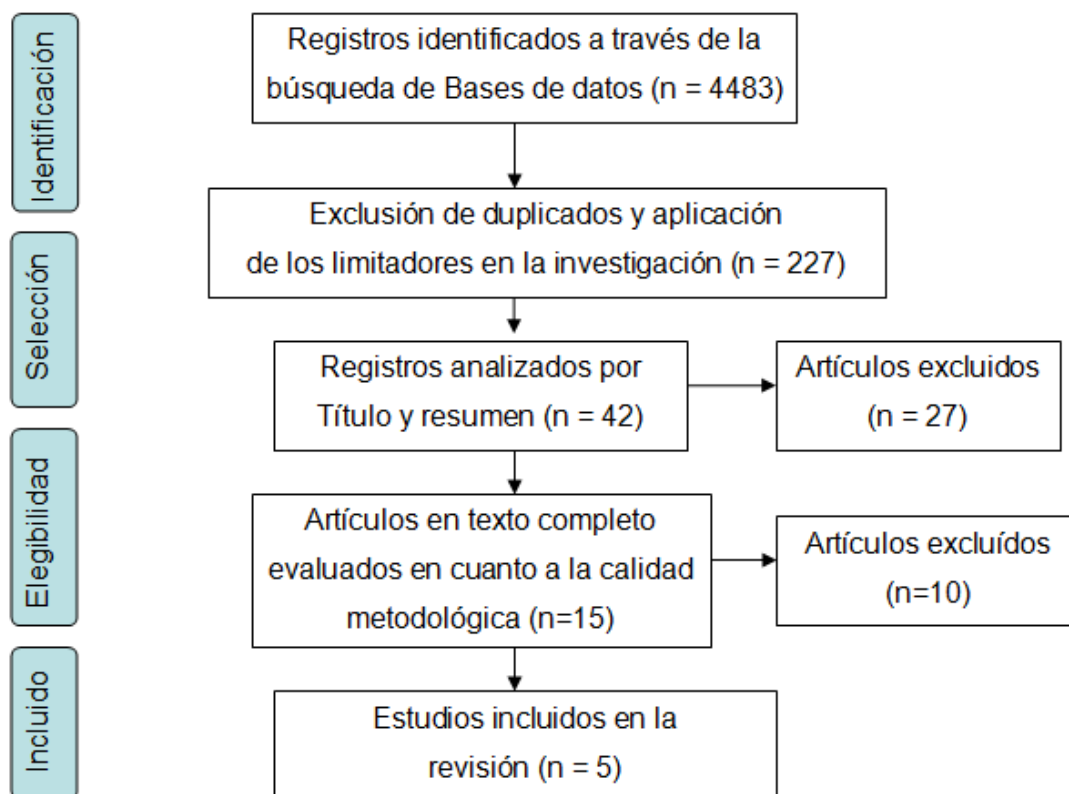 Identificación
Registros identificados a través de la
búsqueda de Bases de datos (n = 4483)
Exclusión de duplicados y aplicación
de los limitadores en la investigación (n = 227)
Selección
Registros analizados por
Título y resumen (n = 42)
Artículos excluidos
(n = 27)
Elegibilidad
Artículos en texto completo
evaluados en cuanto a la calidad
metodológica (n=15)
Artículos excluídos
(n=10)
Incluido
Estudios incluidos en la
revisión (n = 5)